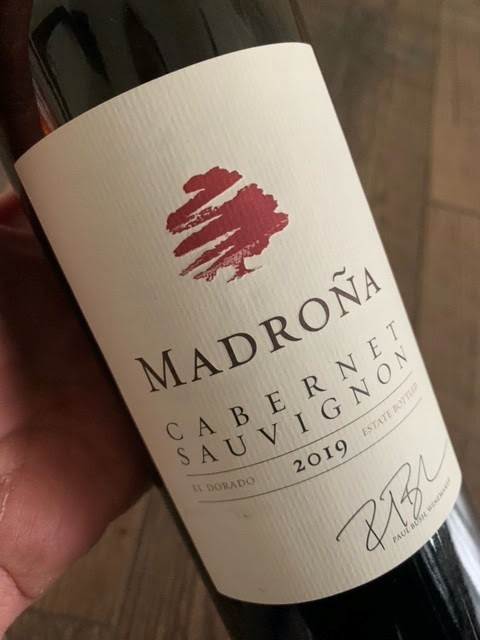 MADROÑA
CABERNET
SAUVIGNON
EL DORADO 2019 ESTATE BOTTLED
PAUL BUSH, WINEMAKER